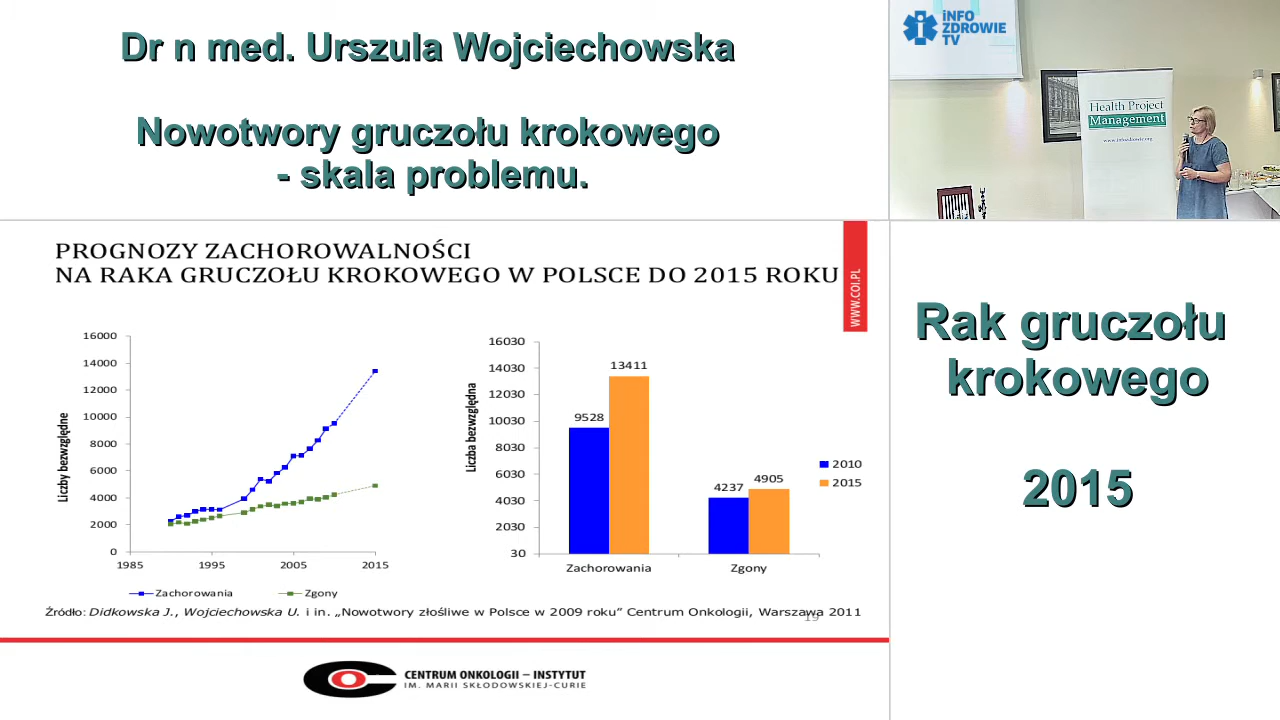 Dr n med. Urszula Wojciechowska
Nowotwory gruczołu krokowego
- skala problemu.
iNFO
ZDROWIE
TV
Health Project
Management
www.infozdrowie.org
PROGNOZY ZACHOROWALNOŚCI
NA RAKA GRUCZOŁU KROKOWEGO W POLSCE DO 2015 ROKU
WWW.COI.PL
Rak gruczołu
krokowego
2015
Liczby bezwzględne
16000
14000
12000
10000
8000
6000
4000
2000
0
1985
1995
2005
2015
Zachorowania
Zgony
Liczba bezwzględna
16030
14030
12030
10030
8030
6030
4030
2030
30
9528
13411
4237
4905
Zachorowania
Zgony
2010
2015
Źródło: Didkowska J., Wojciechowska U. i in. „Nowotwory złośliwe w Polsce w 2009 roku” Centrum Onkologii, Warszawa 2011
19
CENTRUM ONKOLOGII – INSTYTUT
IM. MARII SKŁODOWSKIEJ-CURIE